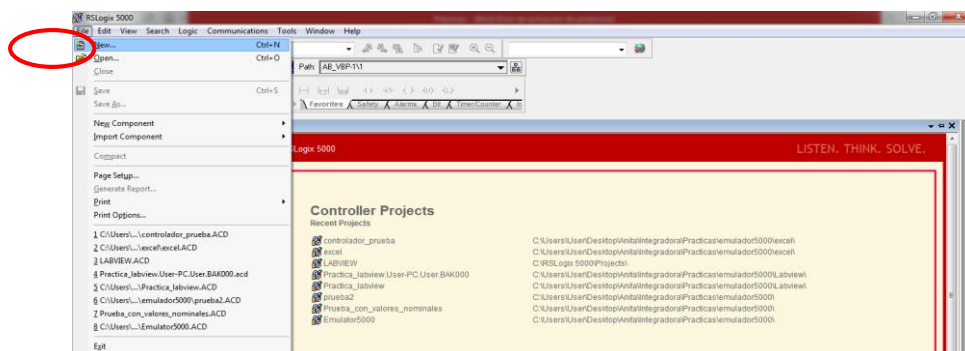 RSLogix 5000
File Edit View Search Logic Communications Tools Window Help
New... Ctrl+N
Open... Ctrl+O
Close
Path: AB_VBP-1\1
Save Ctrl+S
Save As...
Favorites Safety Alarms Bit Timer/Counter
New Component
Import Component
Compact
Logix 5000 LISTEN. THINK. SOLVE.
Page Setup...
Generate Report...
Print
Print Options...
Controller Projects
Recent Projects
1 C:\Users\...\controlador_prueba.ACD
2 C:\Users\...\excel\excel.ACD
3 LABVIEW.ACD
4 Practica_labview.User-PC.User.BAK000.acd
5 C:\Users\...\Practica_labview.ACD
6 C:\Users\...\emulador5000\prueba2.ACD
7 Prueba_con_valores_nominales.ACD
8 C:\Users\...\Emulator5000.ACD
Exit
controlador_prueba C:\Users\User\Desktop\Anita\Integradora\Practicas\emulador5000\excel\
excel C:\Users\User\Desktop\Anita\Integradora\Practicas\emulador5000\excel\
LABVIEW C:\RSLogix 5000\Projects\
Practica_labview.User-PC.User.BAK000 C:\Users\User\Desktop\Anita\Integradora\Practicas\emulador5000\Labview\
Practica_labview C:\Users\User\Desktop\Anita\Integradora\Practicas\emulador5000\Labview\
prueba2 C:\Users\User\Desktop\Anita\Integradora\Practicas\emulador5000\
Prueba_con_valores_nominales C:\Users\User\Desktop\Anita\Integradora\Practicas\emulador5000\
Emulator5000 C:\Users\User\Desktop\Anita\Integradora\Practicas\emulador5000\